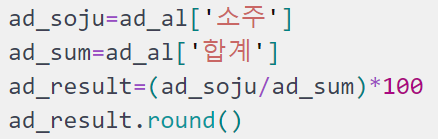 ad_soju=ad_al['소주']
ad_sum=ad_al['합계']
ad_result=(ad_soju/ad_sum)*100
ad_result.round()